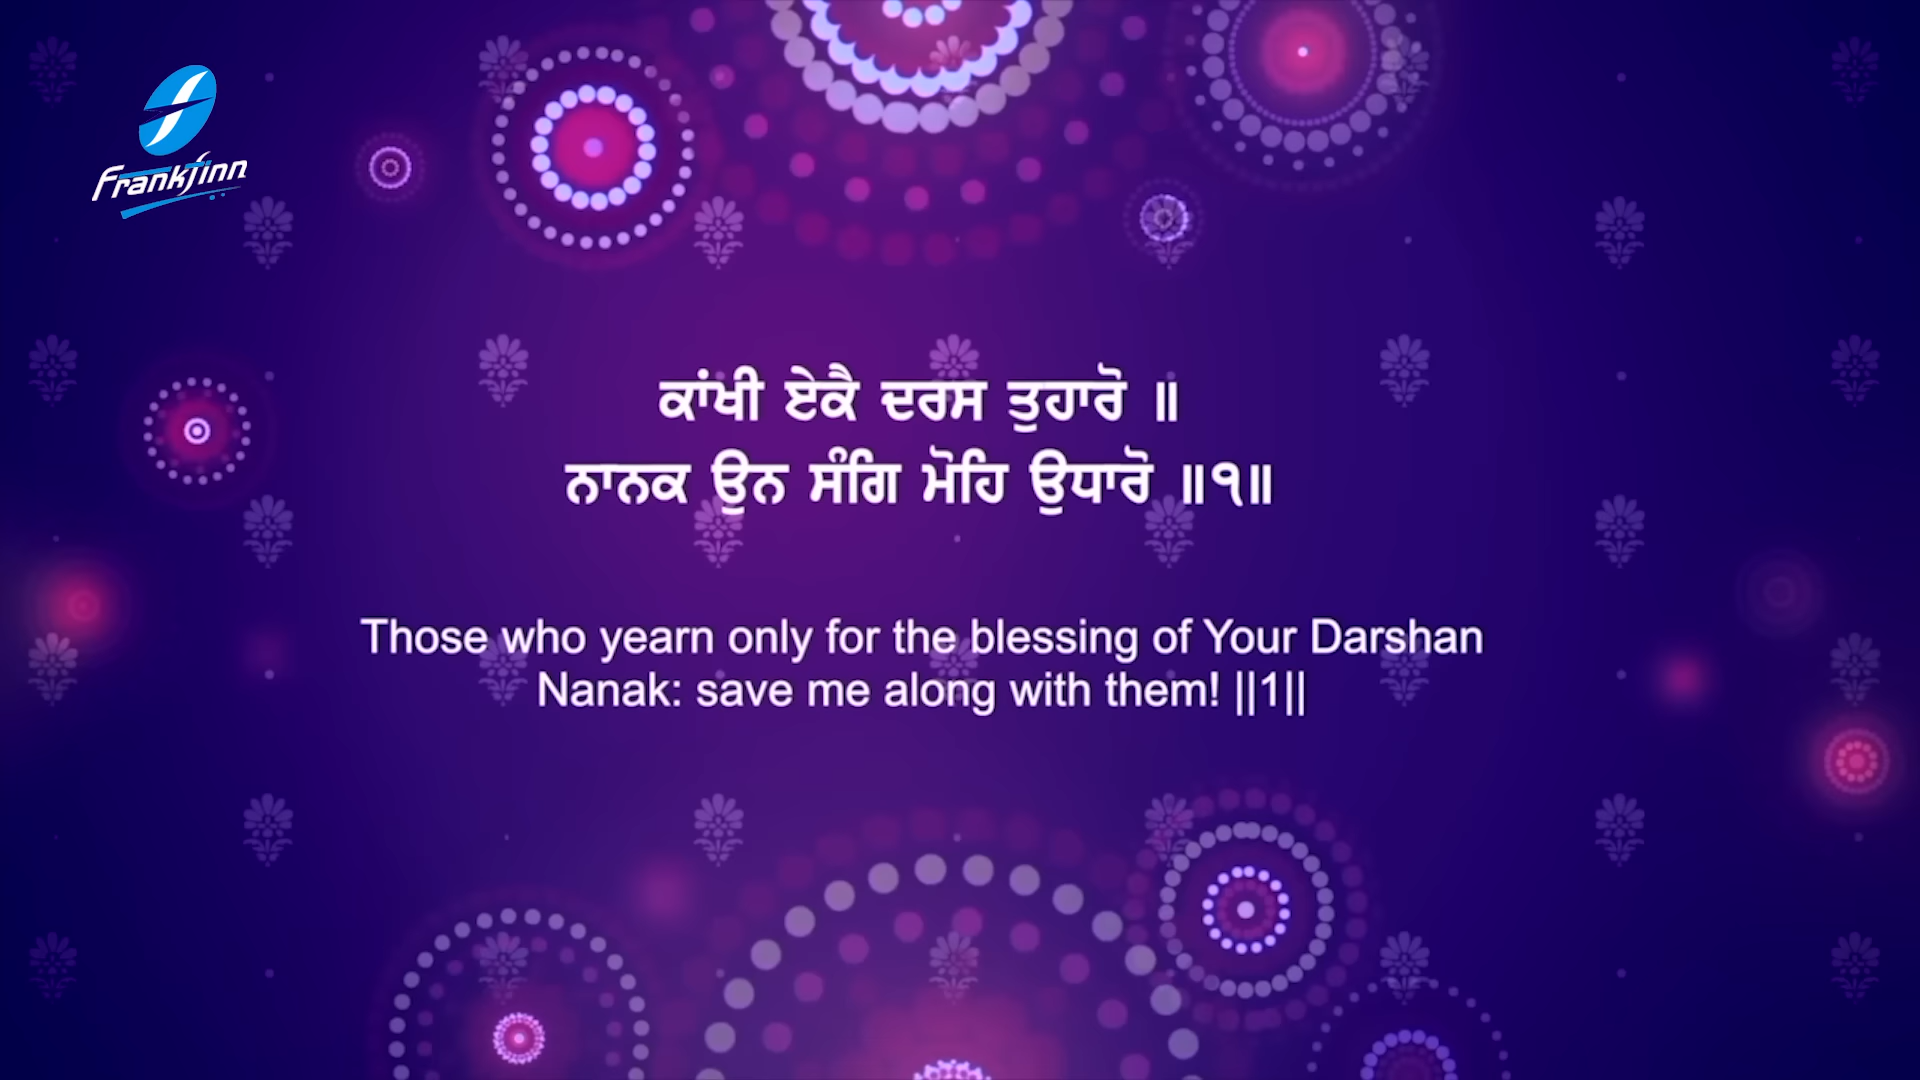 Frankfinn
ਕਾਂਖੀ ਏਕੈ ਦਰਸ ਤੁਹਾਰੋ ॥
ਨਾਨਕ ਉਨ ਸੰਗਿ ਮੋਹਿ ਉਧਾਰੋ ॥੧॥
Those who yearn only for the blessing of Your Darshan
Nanak: save me along with them! ||1||